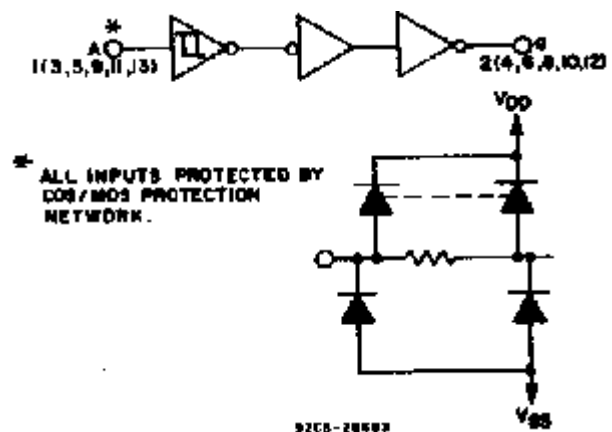 *
A
1(3,5,9,11,13)
G
2(4,6,8,10,12)
VDD
* ALL INPUTS PROTECTED BY
COS/MOS PROTECTION
NETWORK.
VSS
92CS-28683